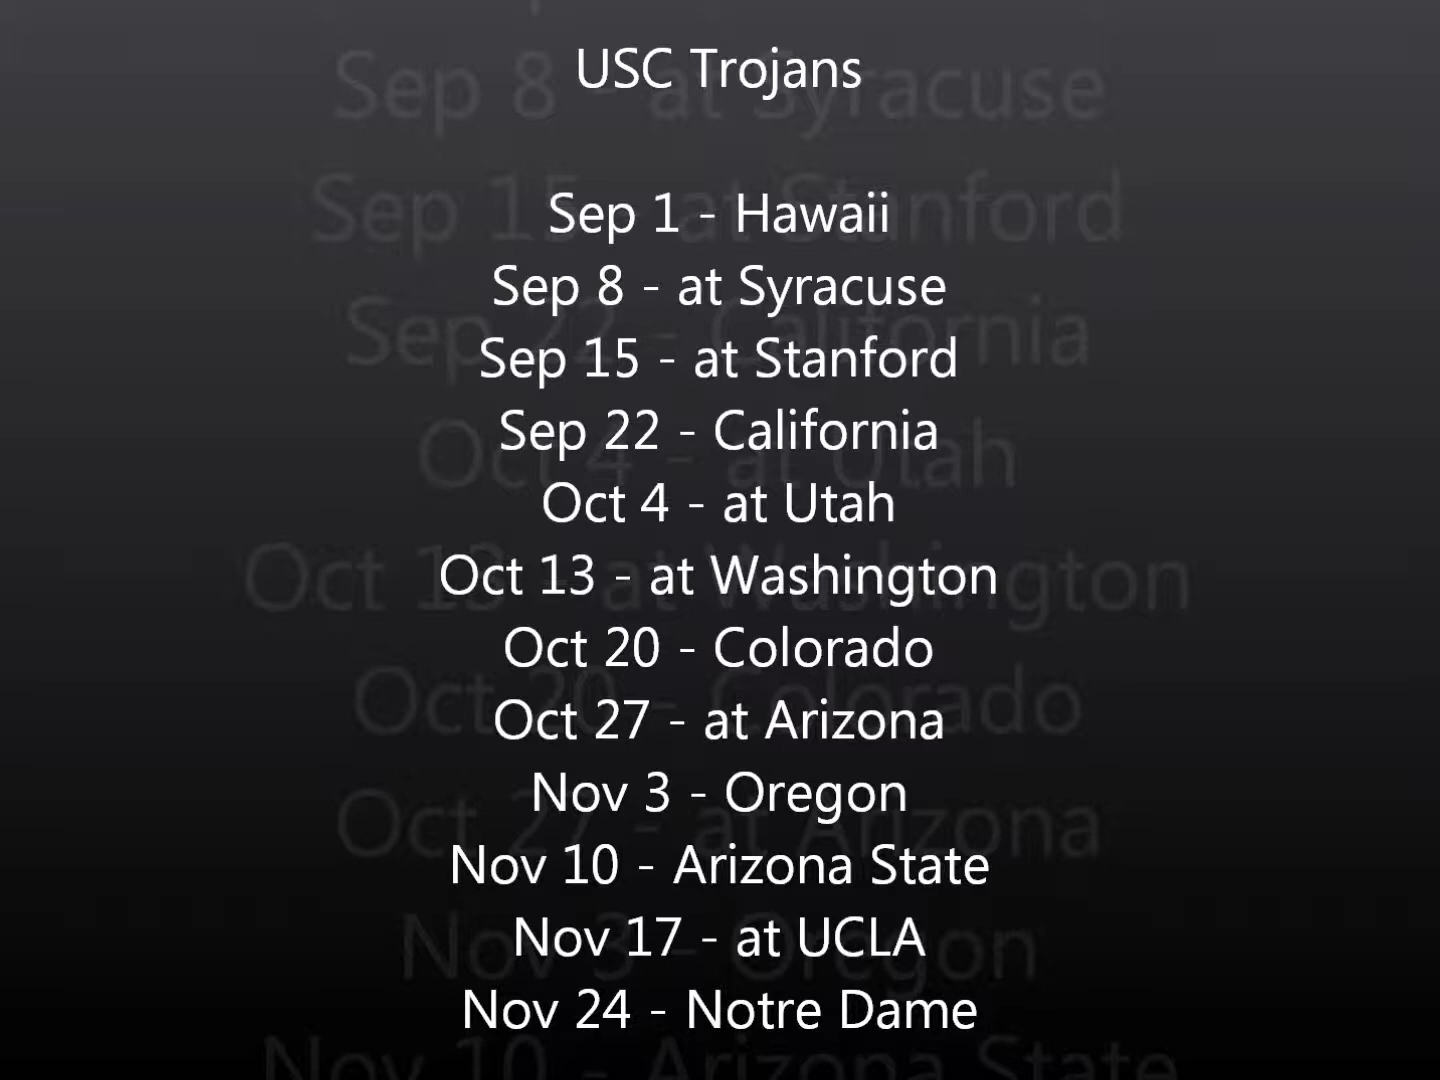 USC Trojans
Sep 1 - Hawaii
Sep 8 - at Syracuse
Sep 15 - at Stanford
Sep 22 - California
Oct 4 - at Utah
Oct 13 - at Washington
Oct 20 - Colorado
Oct 27 - at Arizona
Nov 3 - Oregon
Nov 10 - Arizona State
Nov 17 - at UCLA
Nov 24 - Notre Dame